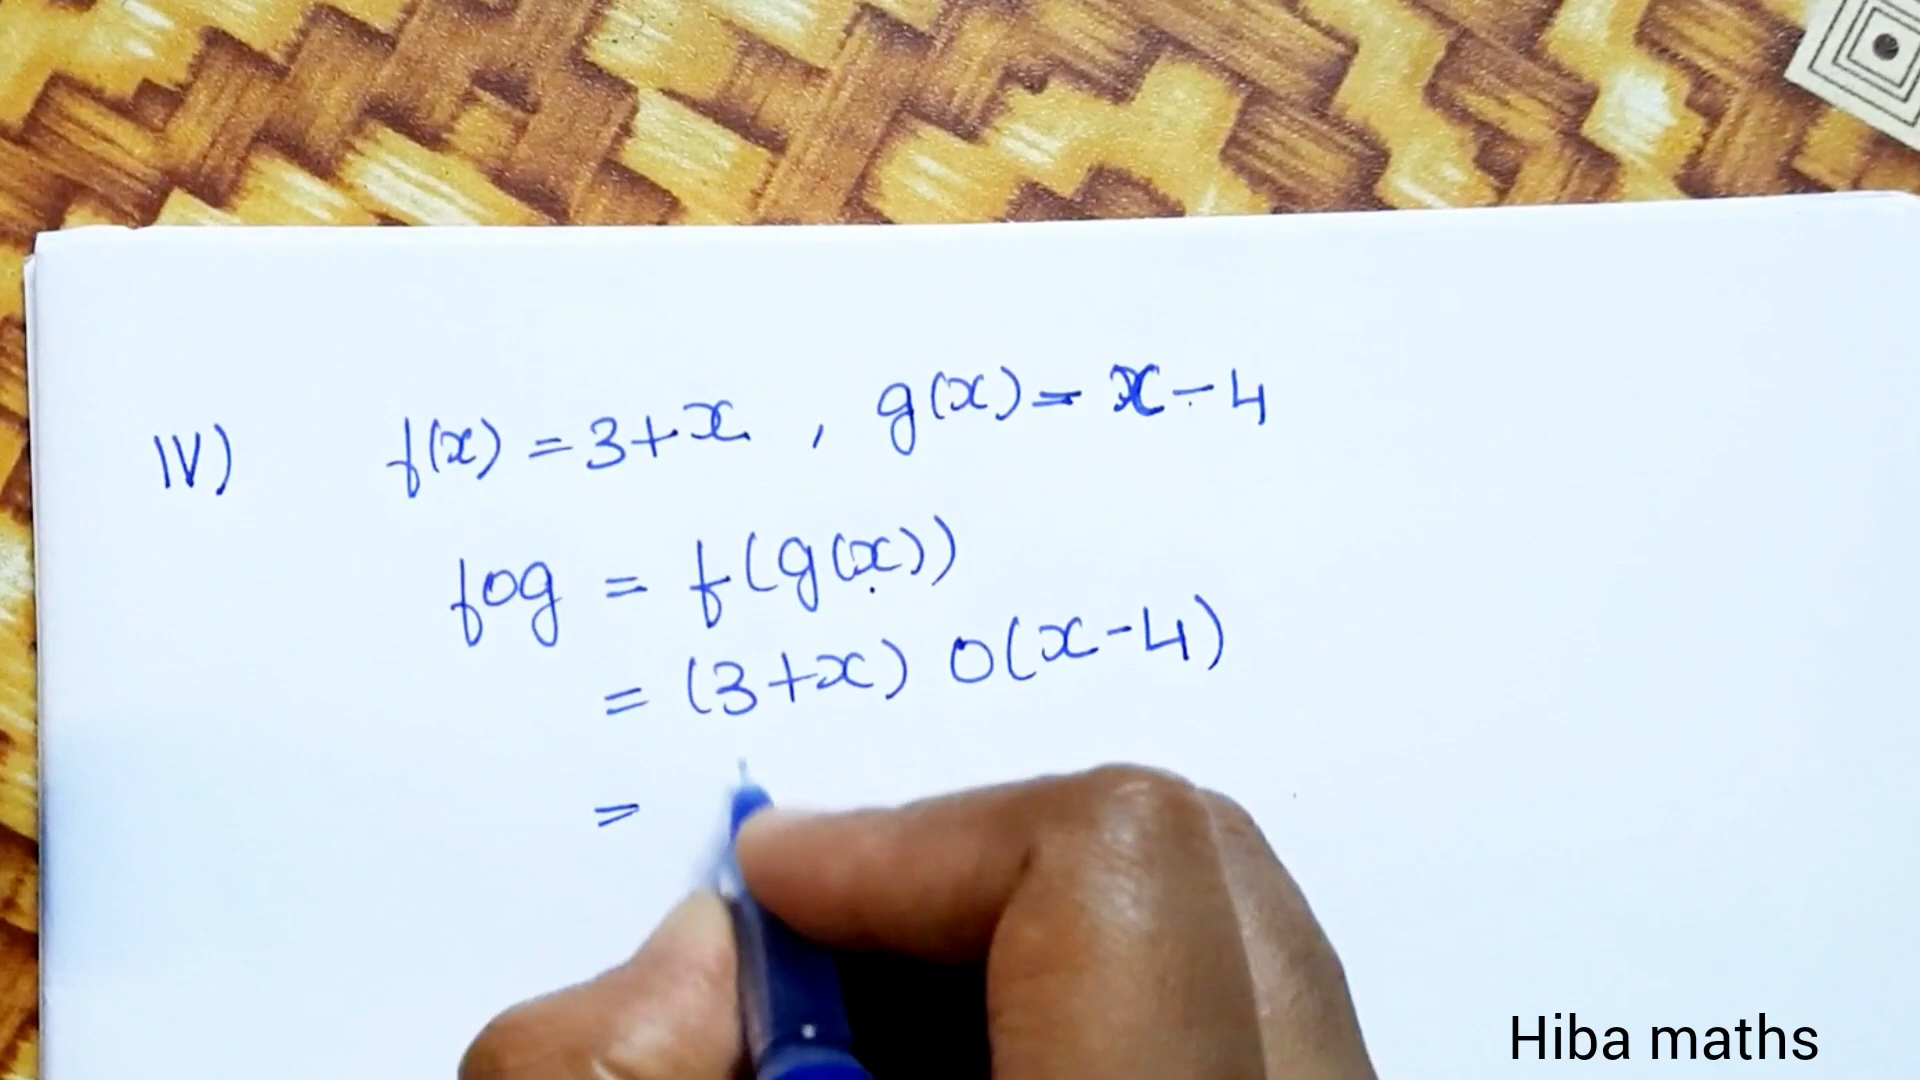 IV) f(x) = 3+x , g(x) = x-4
fog = f(g(x))
= (3+x) o(x-4)
=
Hiba maths